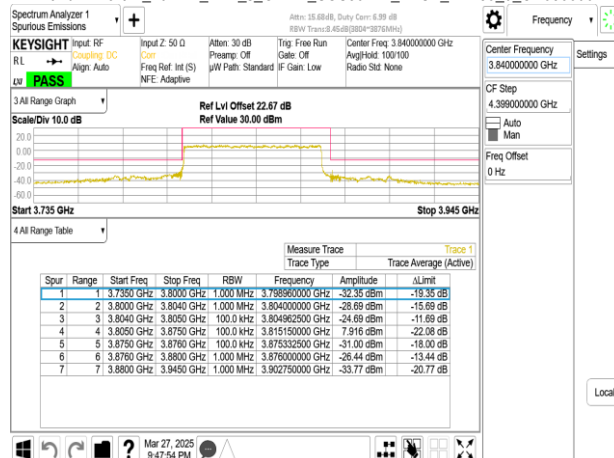 Spectrum Analyzer 1
Spurious Emissions
Attn: 15.68dB, Duty Corr: 6.99 dB
RBW Trans:8.45dB(3804~3876MHz)
Frequency
Settings
KEYSIGHT
Input: RF
Coupling: DC
Align: Auto
Input Z: 50 Ω
Corr
Freq Ref: Int (S)
NFE: Adaptive
Atten: 30 dB
Preamp: Off
µW Path: Standard
Trig: Free Run
Gate: Off
IF Gain: Low
Center Freq: 3.840000000 GHz
Avg|Hold: 100/100
Radio Std: None
RL
PASS
Center Frequency
3.840000000 GHz
CF Step
4.399000000 GHz
Auto
Man
Freq Offset
0 Hz
3 All Range Graph
Scale/Div 10.0 dB
Ref Lvl Offset 22.67 dB
Ref Value 30.00 dBm
20.0
0.00
-20.0
-40.0
-60.0
Start 3.735 GHz
Stop 3.945 GHz
4 All Range Table
Measure Trace Trace 1
Trace Type Trace Average (Active)
Spur Range Start Freq Stop Freq RBW Frequency Amplitude ΔLimit
1 1 3.7350 GHz 3.8000 GHz 1.000 MHz 3.798960000 GHz -32.35 dBm -19.35 dB
2 2 3.8000 GHz 3.8040 GHz 1.000 MHz 3.804000000 GHz -28.69 dBm -15.69 dB
3 3 3.8040 GHz 3.8050 GHz 100.0 kHz 3.804962500 GHz -24.69 dBm -11.69 dB
4 4 3.8050 GHz 3.8750 GHz 100.0 kHz 3.815150000 GHz 7.916 dBm -22.08 dB
5 5 3.8750 GHz 3.8760 GHz 100.0 kHz 3.875332500 GHz -31.00 dBm -18.00 dB
6 6 3.8760 GHz 3.8800 GHz 1.000 MHz 3.876000000 GHz -26.44 dBm -13.44 dB
7 7 3.8800 GHz 3.9450 GHz 1.000 MHz 3.902750000 GHz -33.77 dBm -20.77 dB
Local
?
Mar 27, 2025
9:47:54 PM